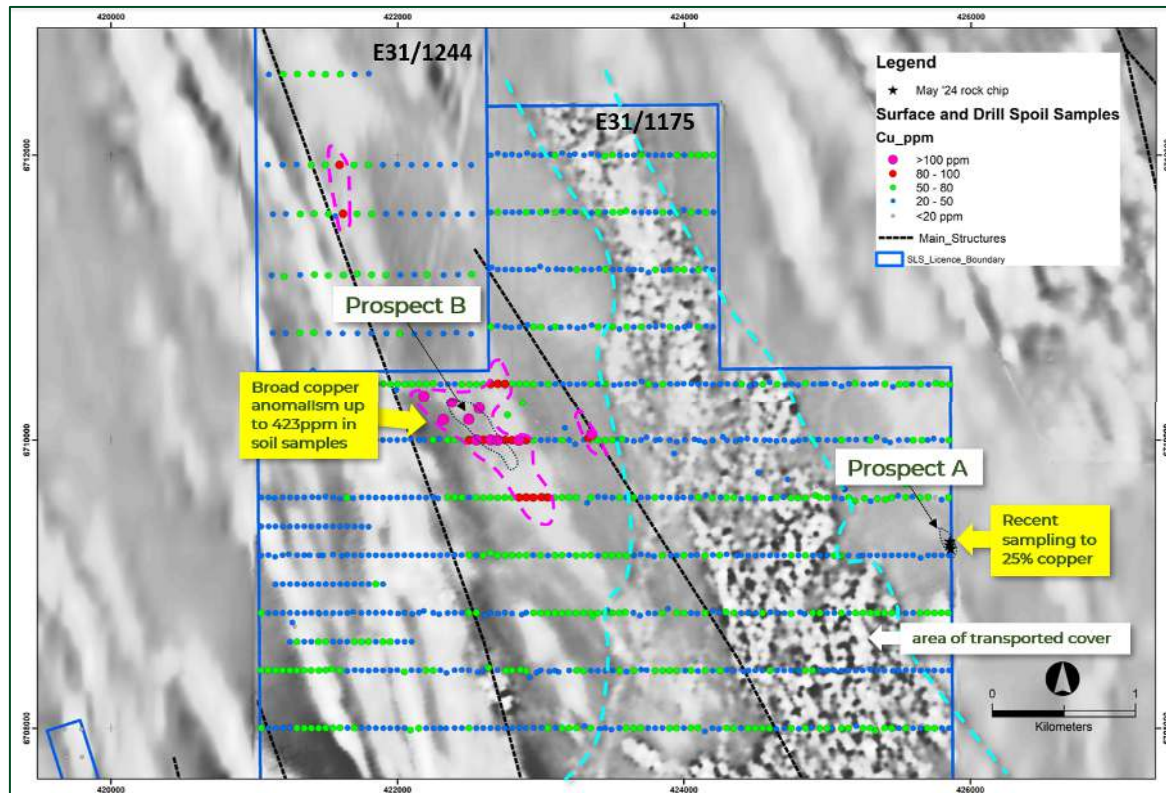 420000
422000
424000
426000
E31/1244
E31/1175
Legend
May '24 rock chip
Surface and Drill Spoil Samples
Cu_ppm
>100 ppm
80 - 100
50 - 80
20 - 50
<20 ppm
Main_Structures
SLS_Licence_Boundary
6712000
Prospect B
Broad copper
anomalism up
to 423ppm in
soil samples
6710000
Prospect A
Recent
sampling to
25% copper
area of transported cover
0
1
Kilometers
420000
422000
424000
426000